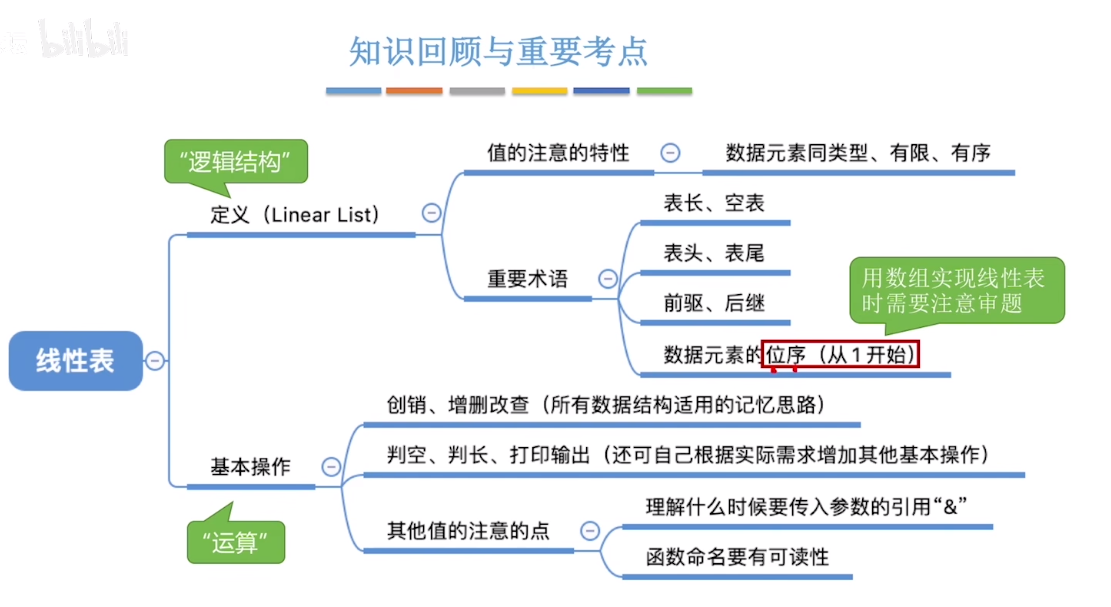 bilibili
知识回顾与重要考点
“逻辑结构”
定义（Linear List）
值的注意的特性
数据元素同类型、有限、有序
重要术语
表长、空表
表头、表尾
前驱、后继
数据元素的位序（从1开始）
用数组实现线性表
时需要注意审题
线性表
基本操作
“运算”
创销、增删改查（所有数据结构适用的记忆思路）
判空、判长、打印输出（还可自己根据实际需求增加其他基本操作）
其他值的注意的点
理解什么时候要传入参数的引用“&”
函数命名要有可读性